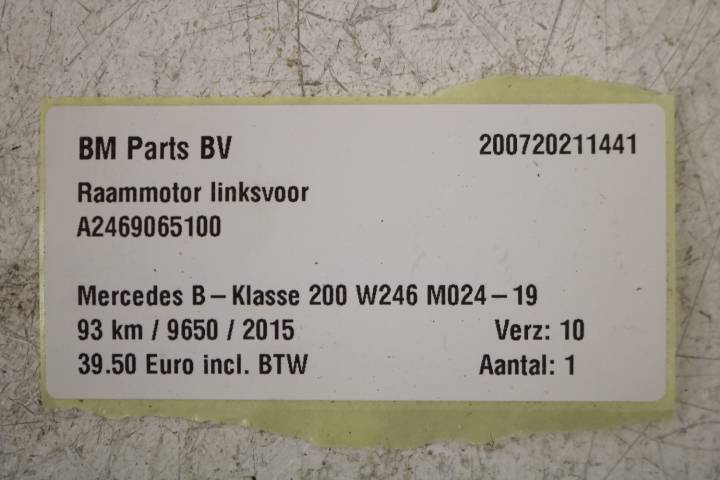 BM Parts BV 200720211441
Raammotor linksvoor
A2469065100
Mercedes B-Klasse 200 W246 M024-19
93 km / 9650 / 2015 Verz: 10
39.50 Euro incl. BTW Aantal: 1